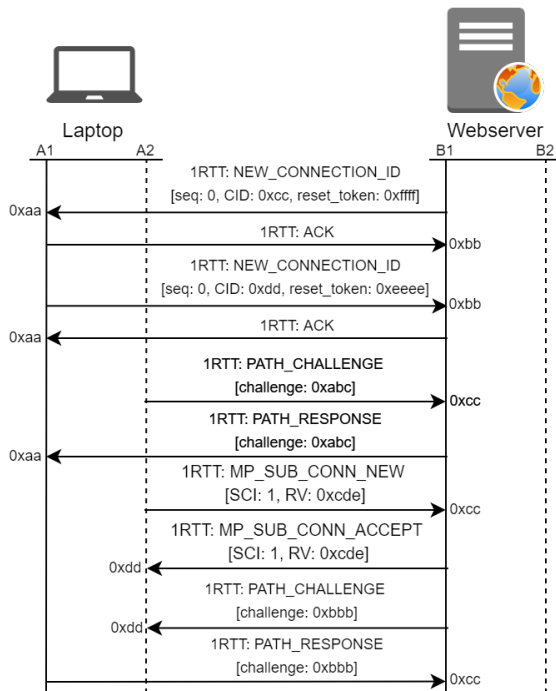 Laptop
Webserver
A1
A2
B1
B2
1RTT: NEW_CONNECTION_ID
[seq: 0, CID: 0xcc, reset_token: 0xffff]
0xaa
1RTT: ACK
0xbb
1RTT: NEW_CONNECTION_ID
[seq: 0, CID: 0xdd, reset_token: 0xeeee]
0xbb
1RTT: ACK
0xaa
1RTT: PATH_CHALLENGE
[challenge: 0xabc]
0xcc
1RTT: PATH_RESPONSE
[challenge: 0xabc]
0xaa
1RTT: MP_SUB_CONN_NEW
[SCI: 1, RV: 0xcde]
0xcc
1RTT: MP_SUB_CONN_ACCEPT
[SCI: 1, RV: 0xcde]
0xdd
1RTT: PATH_CHALLENGE
[challenge: 0xbbb]
0xdd
1RTT: PATH_RESPONSE
[challenge: 0xbbb]
0xcc